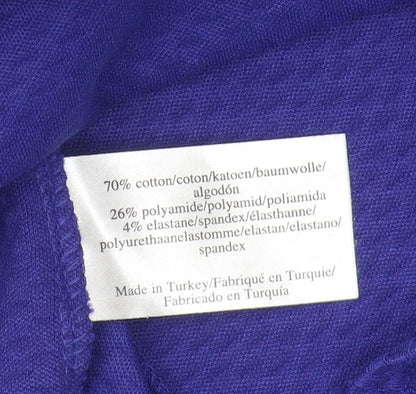 70% cotton/coton/katoen/baumwolle/
algodón
26% polyamide/polyamid/poliamida
4% elastane/spandex/élasthanne/
polyurethaanelastomme/elastan/elastano/
spandex
Made in Turkey/Fabriqué en Turquie/
Fabricado en Turquía